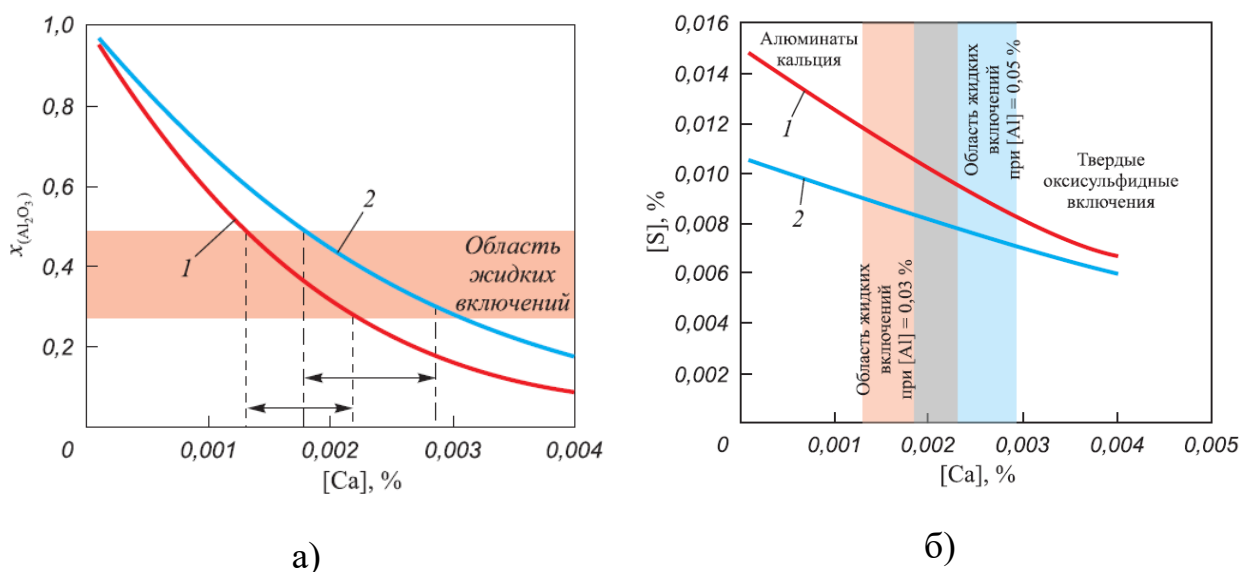 1,0
0,8
0,6
0,4
0,2
0
x(Al₂O₃)
1
2
Область
жидких
включений
0,001
0,002
0,003
0,004
[Ca], %
а)
0,016
0,014
0,012
0,010
0,008
0,006
0,004
0,002
0
[S], %
Алюминаты
кальция
1
2
Область жидких
включений
при [Al] = 0,03 %
Область жидких
включений
при [Al] = 0,05 %
Твердые
оксисульфидные
включения
0,001
0,002
0,003
0,004
0,005
[Ca], %
б)